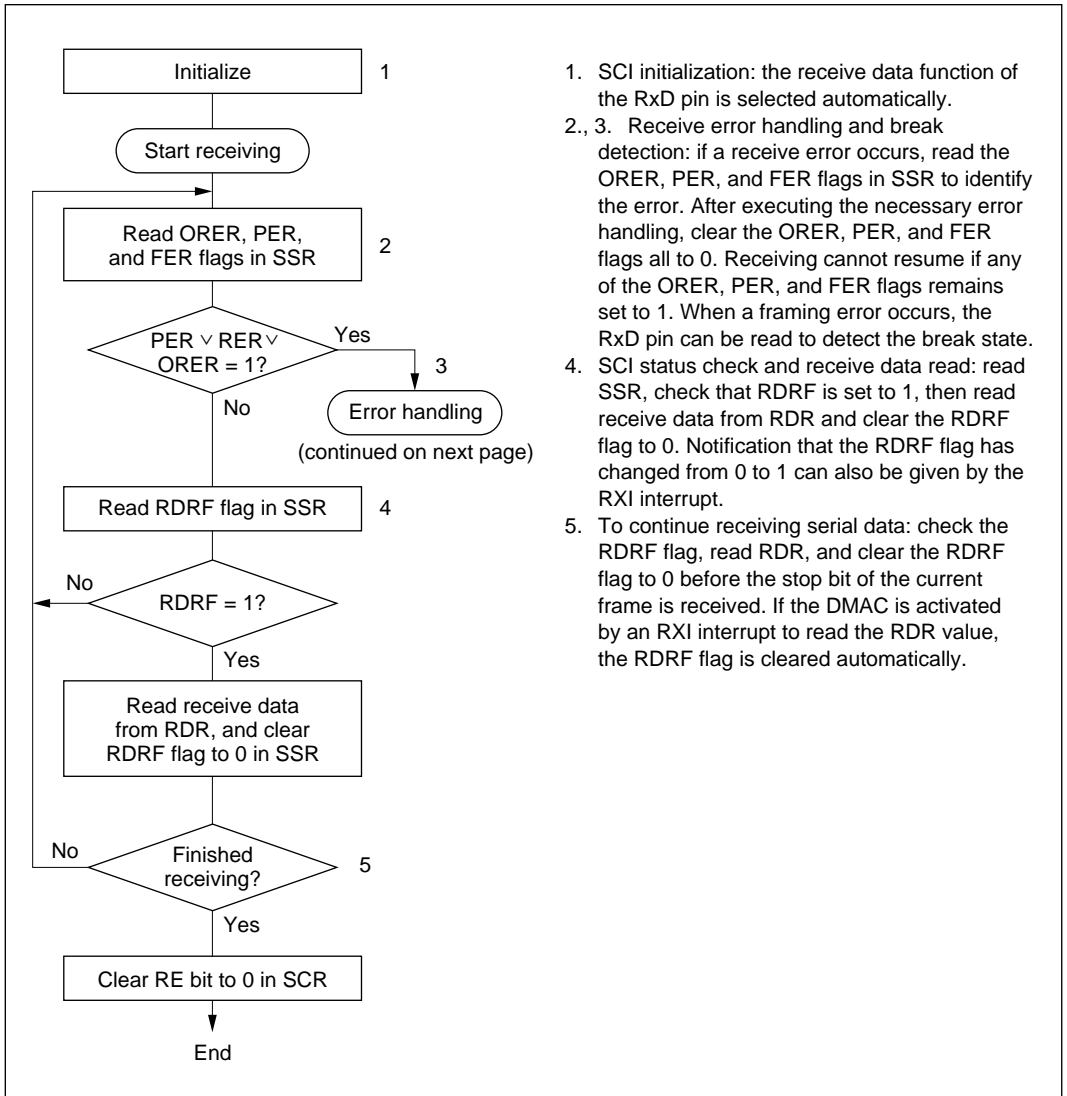 Initialize
1
Start receiving
Read ORER, PER,
and FER flags in SSR
2
PER ∨ RER ∨
ORER = 1?
Yes
3
No
Error handling
(continued on next page)
Read RDRF flag in SSR
4
No
RDRF = 1?
Yes
Read receive data
from RDR, and clear
RDRF flag to 0 in SSR
No
Finished
receiving?
5
Yes
Clear RE bit to 0 in SCR
End
1. SCI initialization: the receive data function of
the RxD pin is selected automatically.
2., 3. Receive error handling and break
detection: if a receive error occurs, read the
ORER, PER, and FER flags in SSR to identify
the error. After executing the necessary error
handling, clear the ORER, PER, and FER
flags all to 0. Receiving cannot resume if any
of the ORER, PER, and FER flags remains
set to 1. When a framing error occurs, the
RxD pin can be read to detect the break state.
4. SCI status check and receive data read: read
SSR, check that RDRF is set to 1, then read
receive data from RDR and clear the RDRF
flag to 0. Notification that the RDRF flag has
changed from 0 to 1 can also be given by the
RXI interrupt.
5. To continue receiving serial data: check the
RDRF flag, read RDR, and clear the RDRF
flag to 0 before the stop bit of the current
frame is received. If the DMAC is activated
by an RXI interrupt to read the RDR value,
the RDRF flag is cleared automatically.